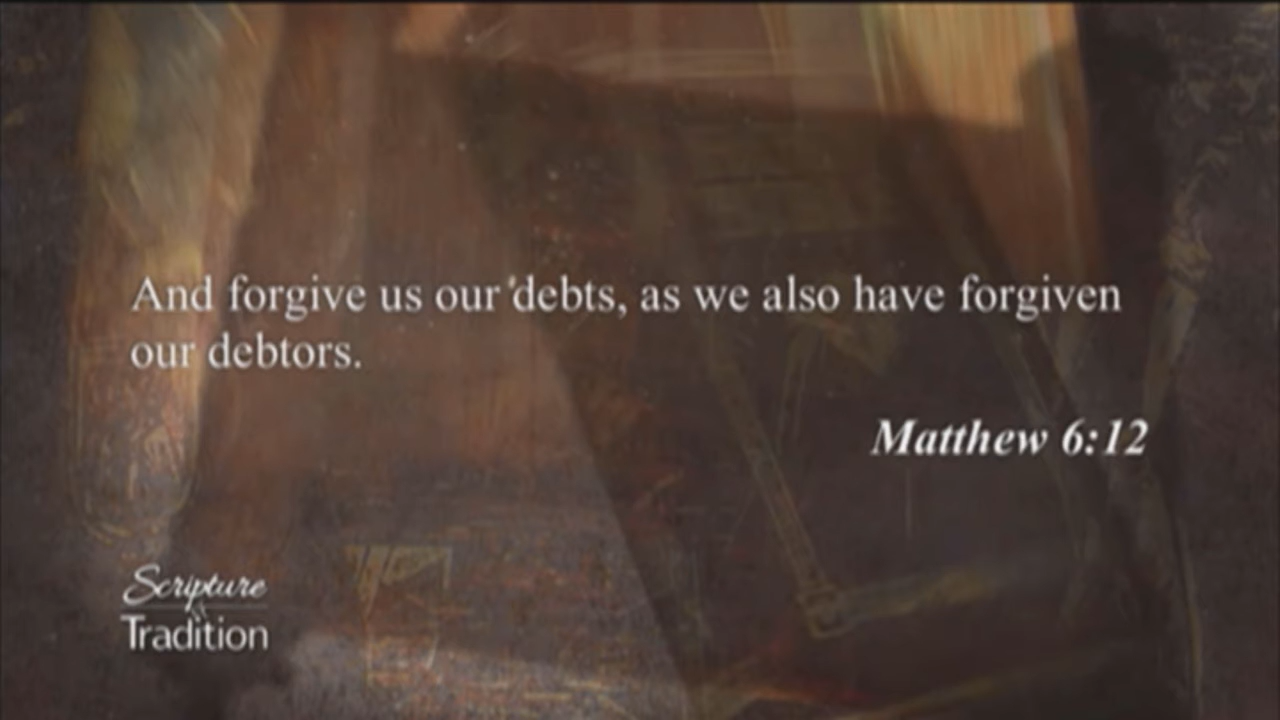 And forgive us our debts, as we also have forgiven
our debtors.
Matthew 6:12
Scripture
&
Tradition